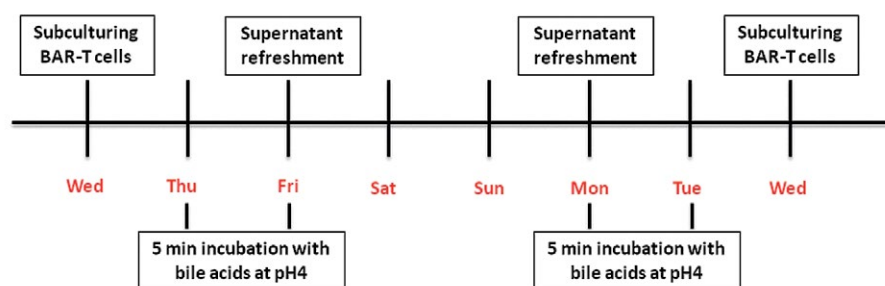 Subculturing
BAR-T cells
Supernatant
refreshment
Supernatant
refreshment
Subculturing
BAR-T cells
Wed
Thu
Fri
Sat
Sun
Mon
Tue
Wed
5 min incubation with
bile acids at pH4
5 min incubation with
bile acids at pH4